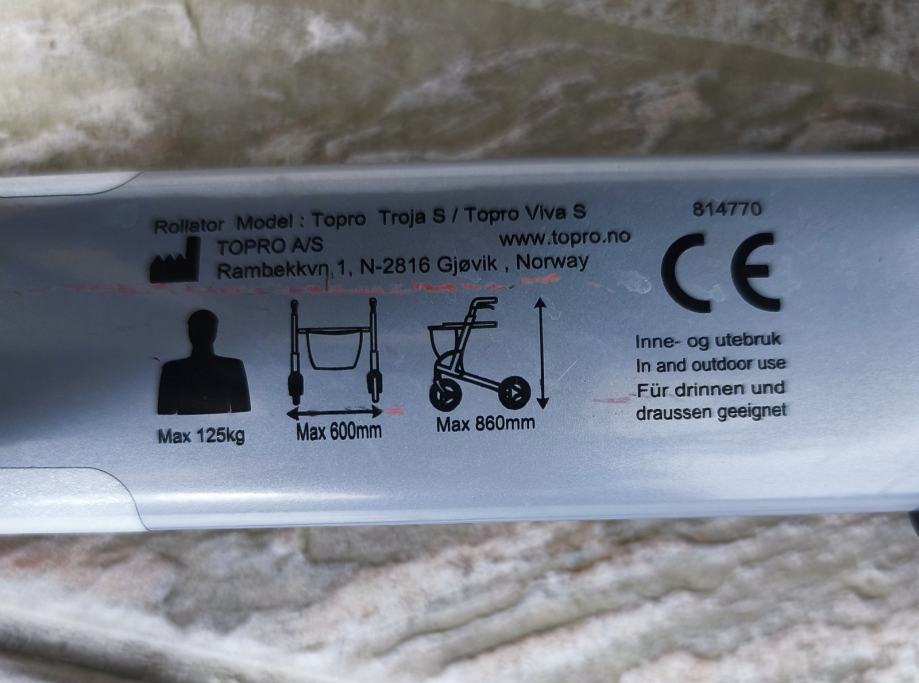 Rollator Model : Topro Troja S / Topro Viva S
TOPRO A/S www.topro.no
Rambekkvn,1, N-2816 Gjøvik , Norway
814770
CE
Max 125kg
Max 600mm
Max 860mm
Inne- og utebruk
In and outdoor use
Für drinnen und
draussen geeignet